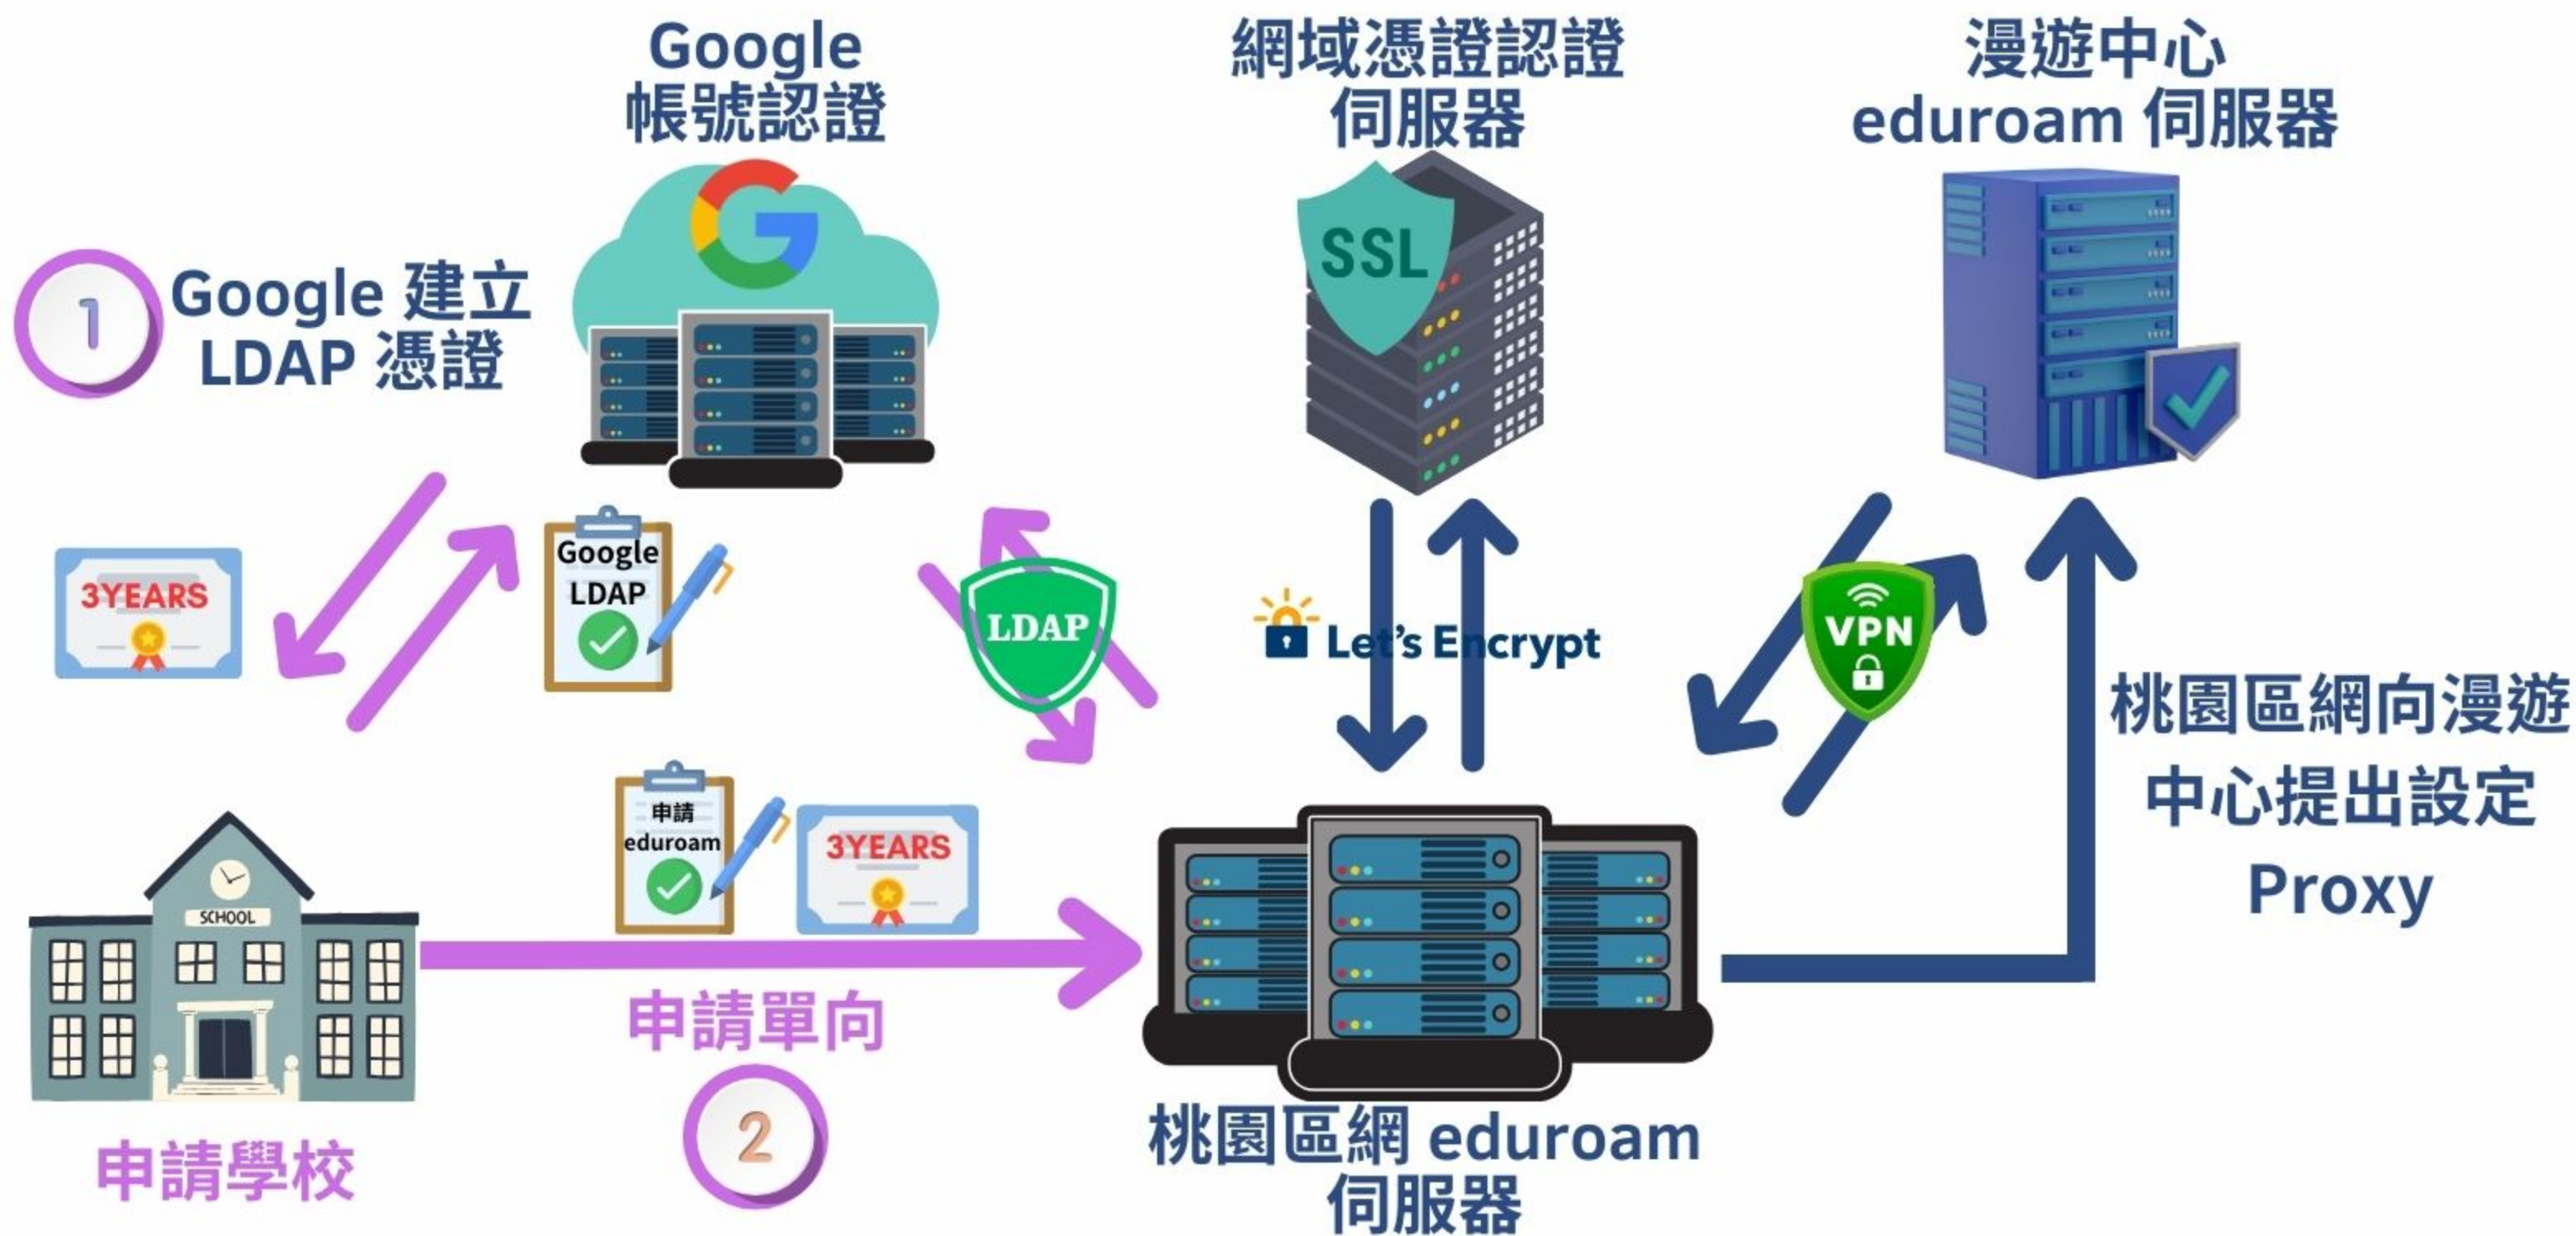 Google
帳號認證
網域憑證認證
伺服器
漫遊中心
eduroam 伺服器
SSL
1
Google 建立
LDAP 憑證
3YEARS
Google
LDAP
LDAP
Let's Encrypt
VPN
桃園區網向漫遊
中心提出設定
Proxy
申請
eduroam
3YEARS
SCHOOL
申請單向
2
申請學校
桃園區網 eduroam
伺服器